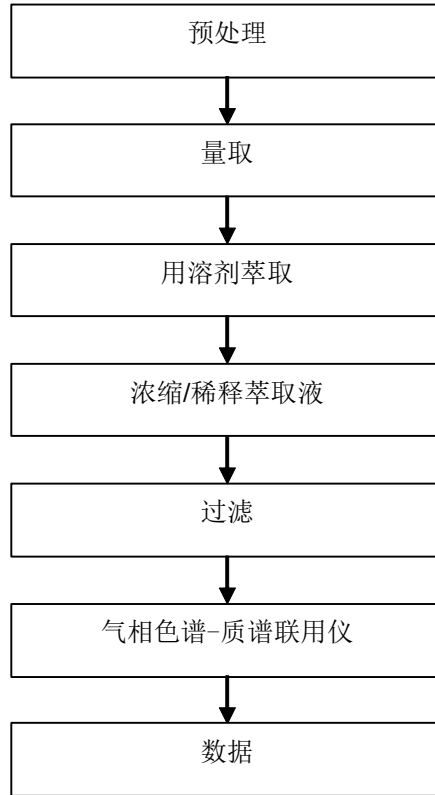 预处理
量取
用溶剂萃取
浓缩/稀释萃取液
过滤
气相色谱-质谱联用仪
数据